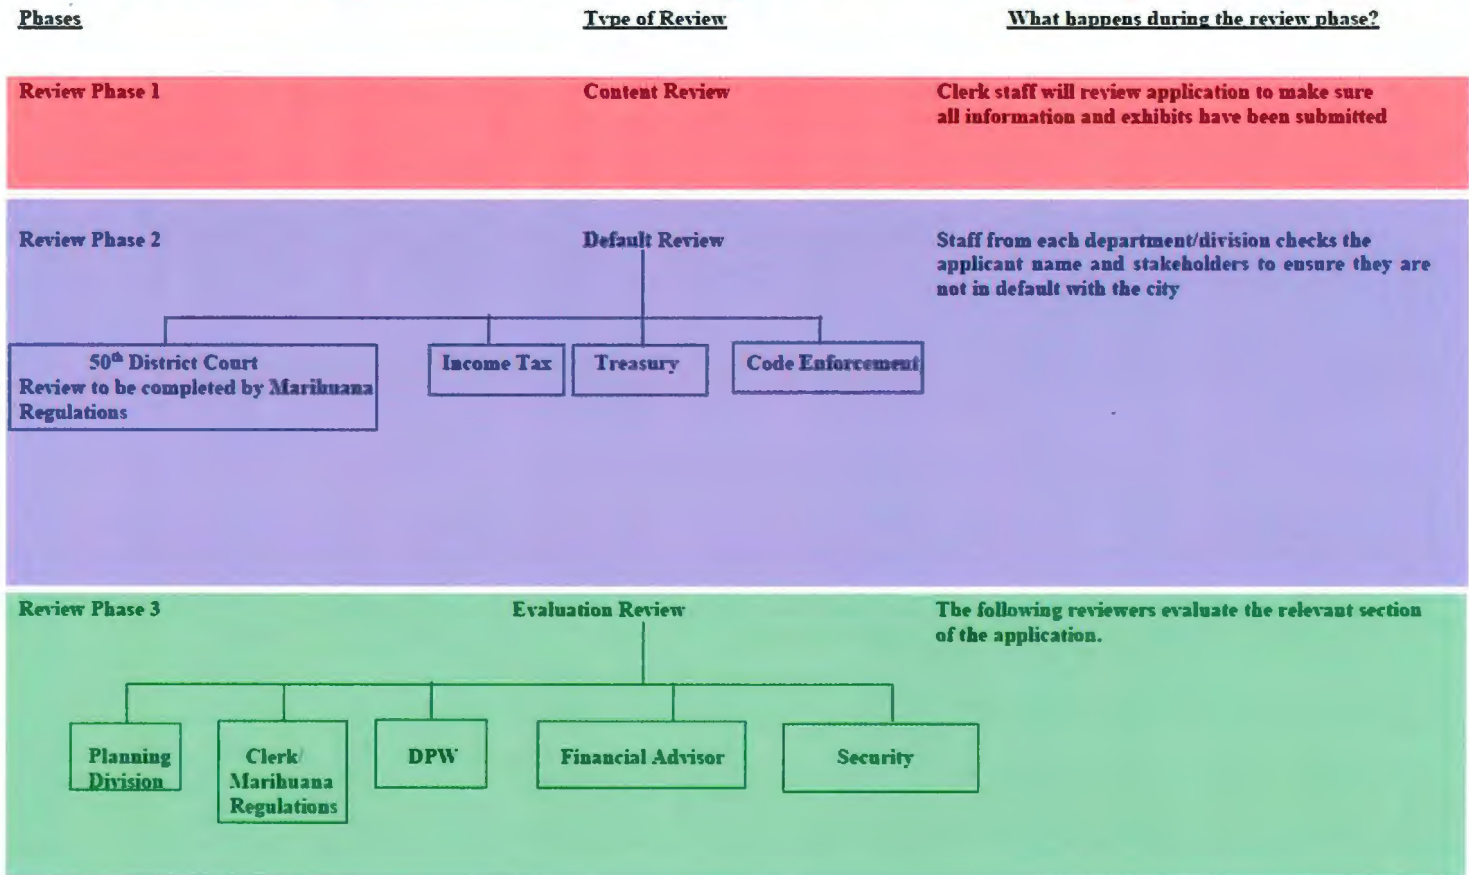 Phases
Type of Review
What happens during the review phase?
Review Phase 1
Content Review
Clerk staff will review application to make sure
all information and exhibits have been submitted
Review Phase 2
Default Review
Staff from each department/division checks the
applicant name and stakeholders to ensure they are
not in default with the city
50th District Court
Review to be completed by Marihuana
Regulations
Income Tax
Treasury
Code Enforcement
Review Phase 3
Evaluation Review
The following reviewers evaluate the relevant section
of the application.
Planning
Division
Clerk/
Marihuana
Regulations
DPW
Financial Advisor
Security